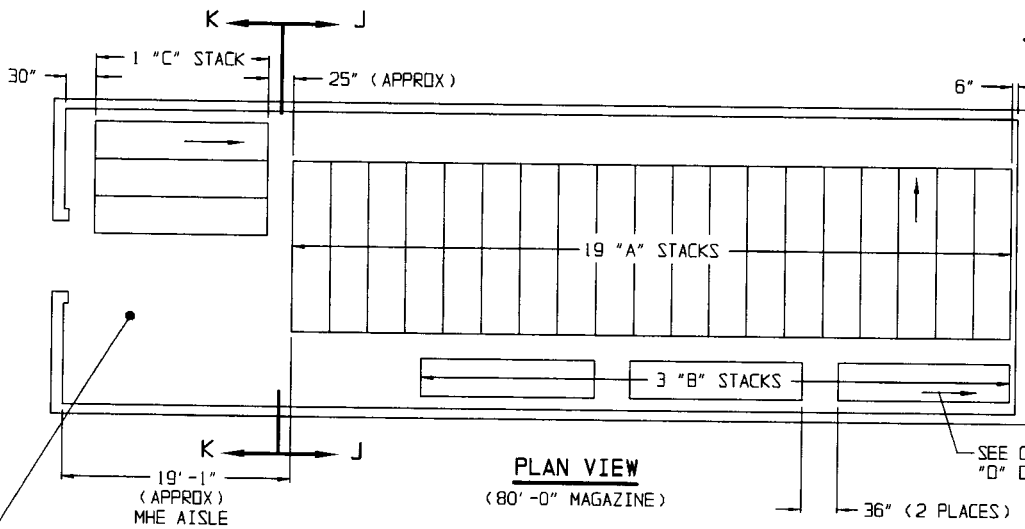 K J
1 "C" STACK
30"
25" (APPROX)
6"
19 "A" STACKS
3 "B" STACKS
K J
19'-1"
(APPROX)
MHE AISLE
PLAN VIEW
(80'-0" MAGAZINE)
36" (2 PLACES)
SEE
"D"